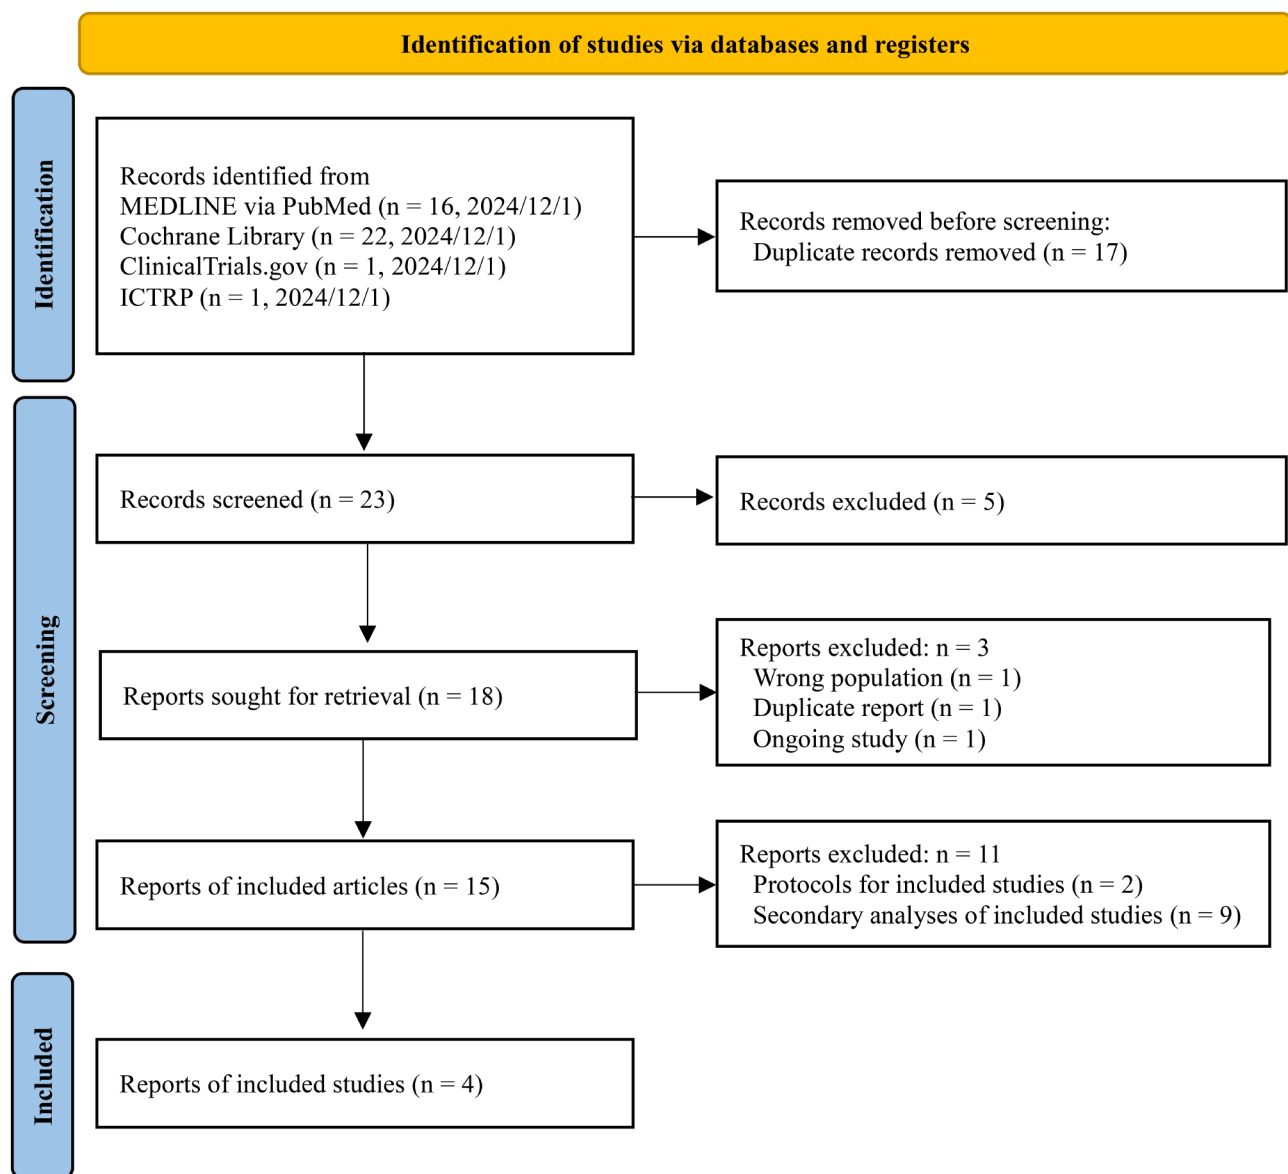 Identification of studies via databases and registers
Identification
Records identified from
MEDLINE via PubMed (n = 16, 2024/12/1)
Cochrane Library (n = 22, 2024/12/1)
ClinicalTrials.gov (n = 1, 2024/12/1)
ICTRP (n = 1, 2024/12/1)
Records removed before screening:
Duplicate records removed (n = 17)
Screening
Records screened (n = 23)
Records excluded (n = 5)
Reports sought for retrieval (n = 18)
Reports excluded: n = 3
Wrong population (n = 1)
Duplicate report (n = 1)
Ongoing study (n = 1)
Reports of included articles (n = 15)
Reports excluded: n = 11
Protocols for included studies (n = 2)
Secondary analyses of included studies (n = 9)
Included
Reports of included studies (n = 4)